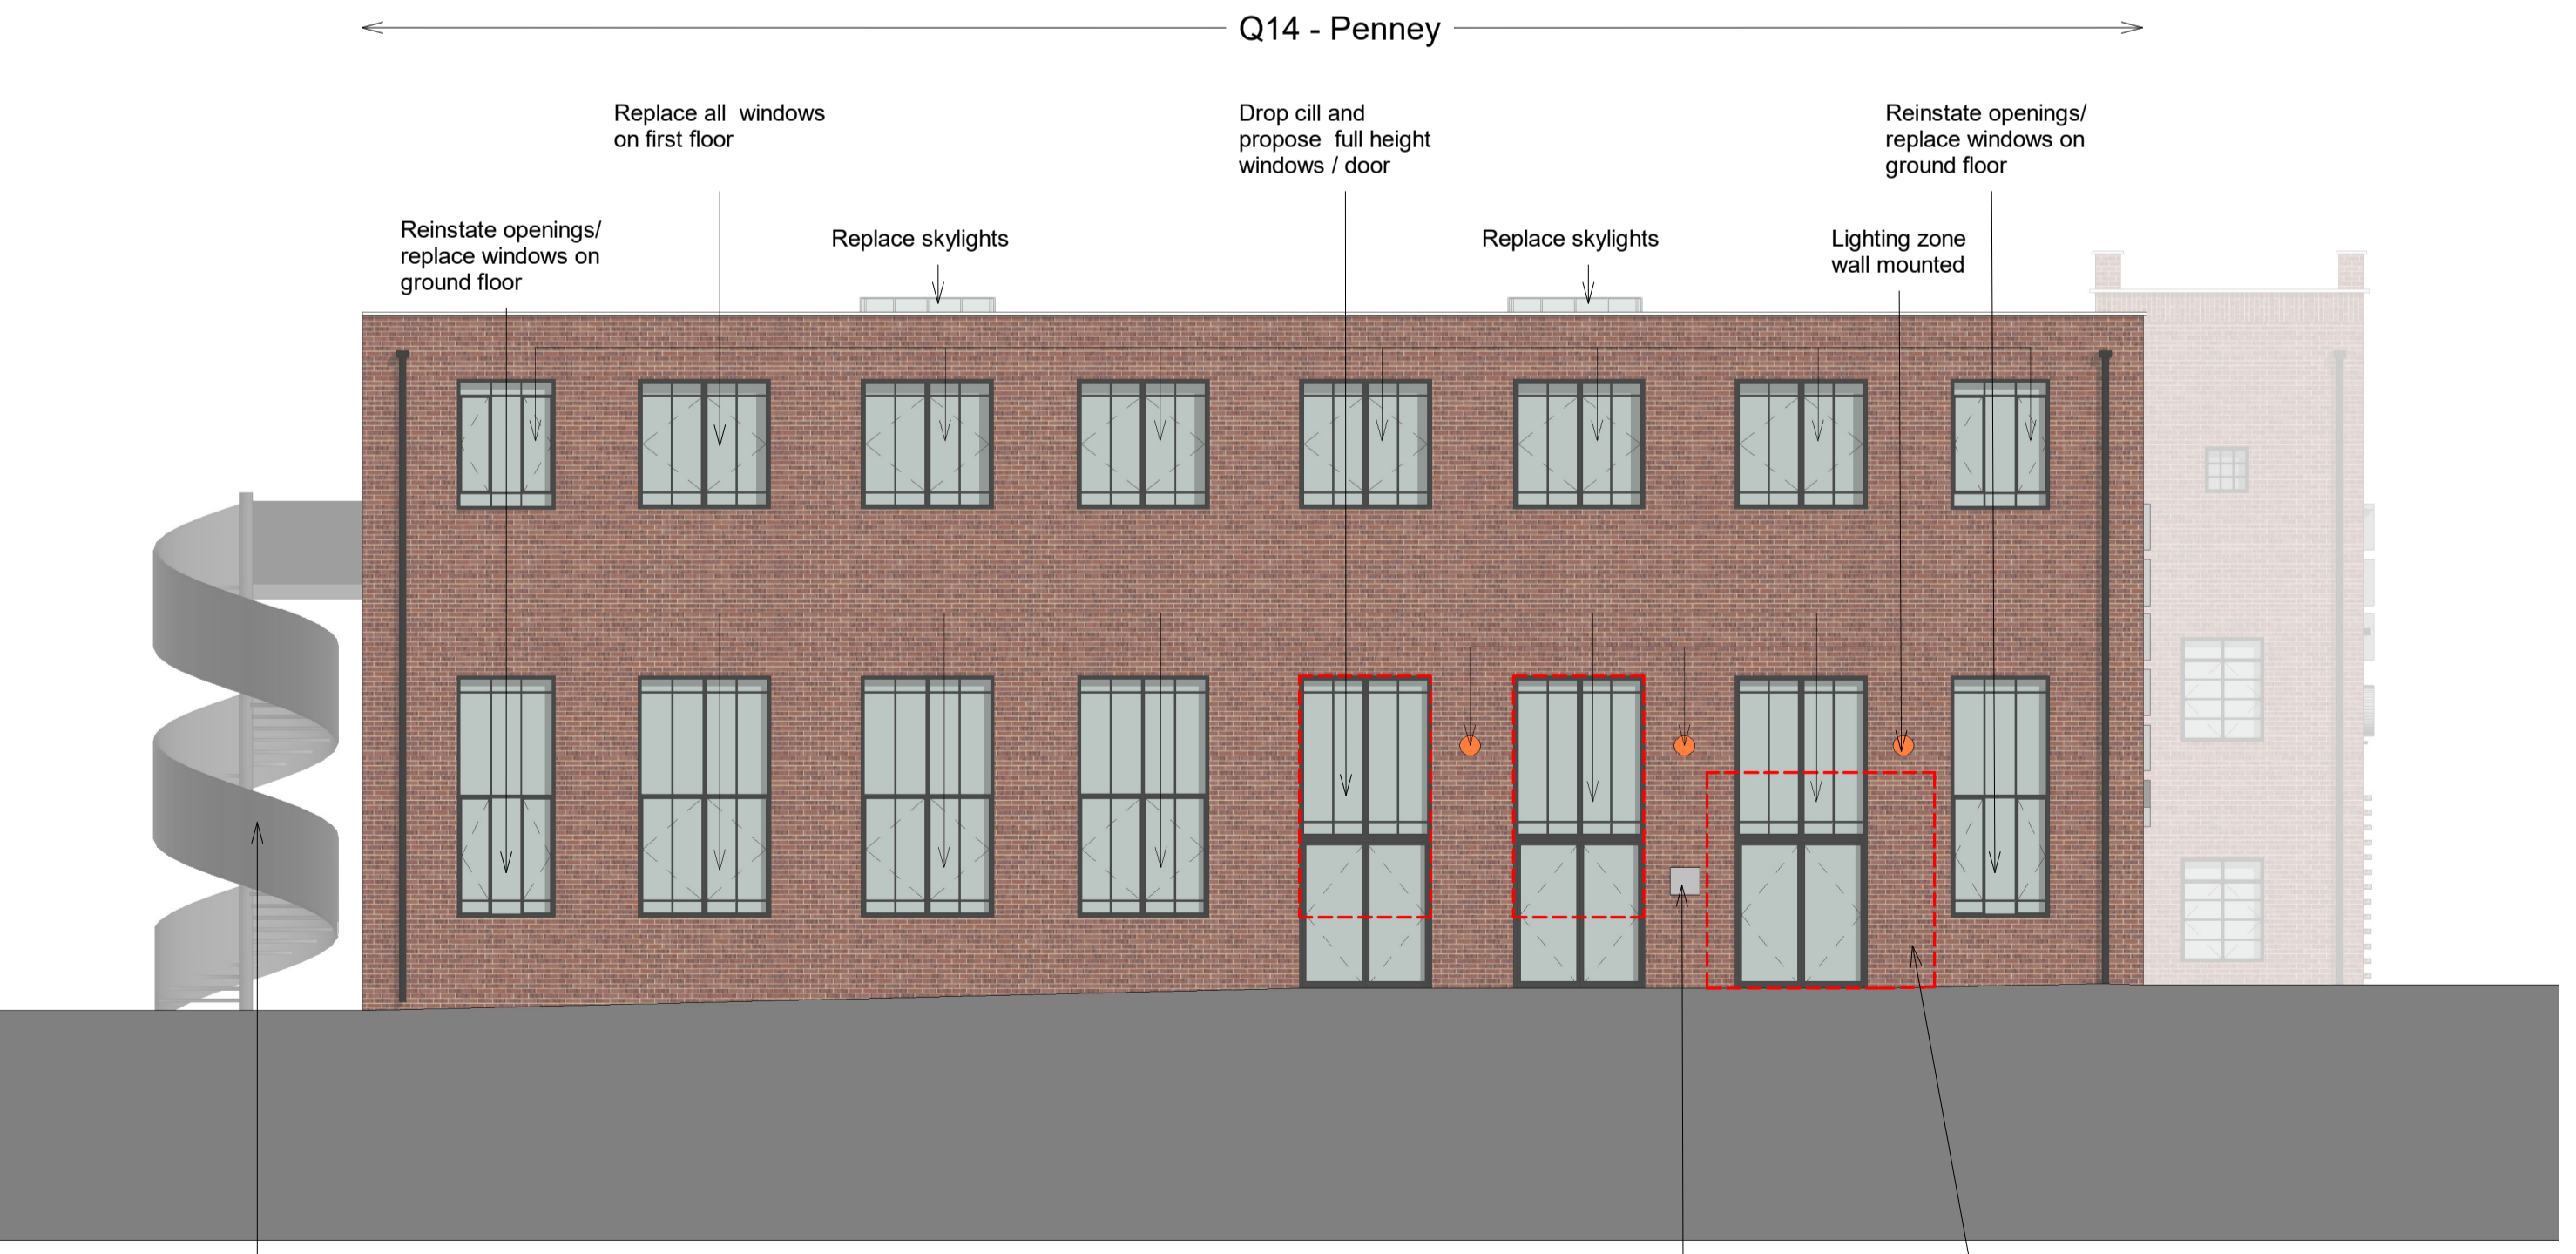 Q14 - Penney
Replace all  windows
on first floor
Drop cill and
propose  full height
windows / door
Reinstate openings/
replace windows on
ground floor
Reinstate openings/
replace windows on
ground floor
Replace skylights
Replace skylights
Lighting zone
wall mounted